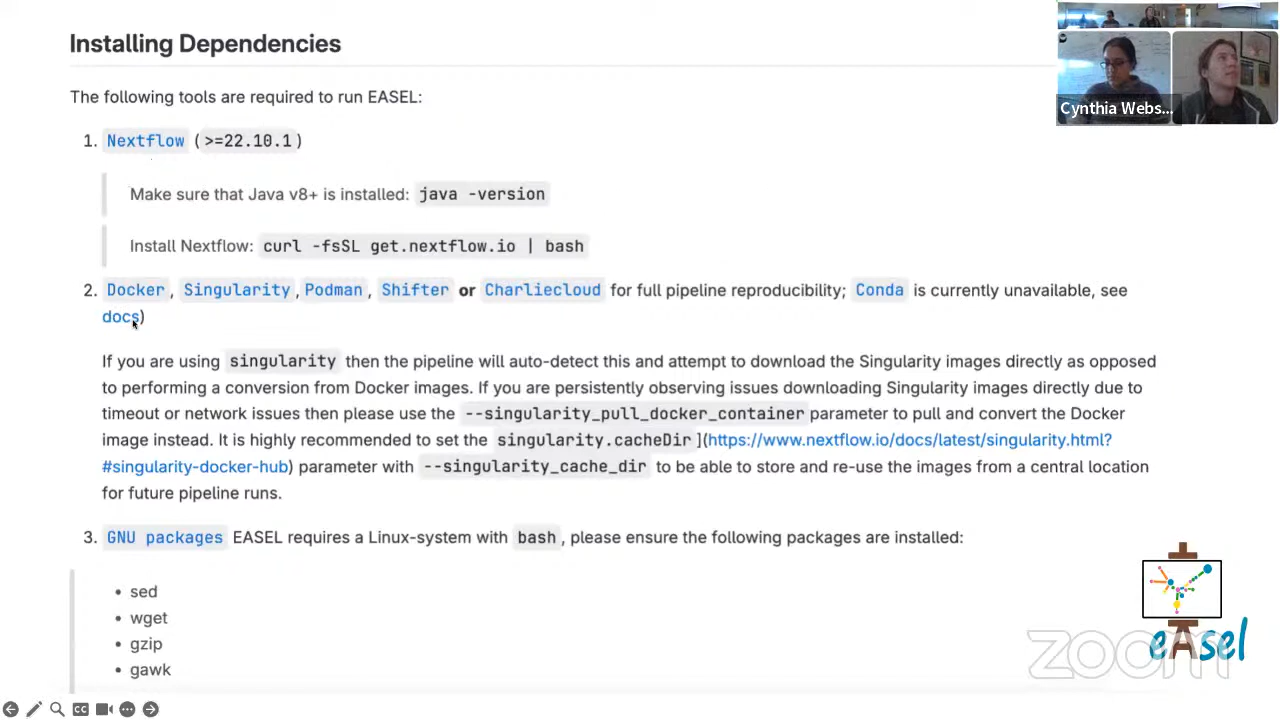 Installing Dependencies
The following tools are required to run EASEL:
1. Nextflow (>=22.10.1)
Make sure that Java v8+ is installed: java -version
Install Nextflow: curl -fsSL get.nextflow.io | bash
2. Docker, Singularity, Podman, Shifter or Charliecloud for full pipeline reproducibility; Conda is currently unavailable, see
docs)
If you are using singularity then the pipeline will auto-detect this and attempt to download the Singularity images directly as opposed
to performing a conversion from Docker images. If you are persistently observing issues downloading Singularity images directly due to
timeout or network issues then please use the --singularity_pull_docker_container parameter to pull and convert the Docker
image instead. It is highly recommended to set the singularity.cacheDir ](https://www.nextflow.io/docs/latest/singularity.html?
#singularity-docker-hub) parameter with --singularity_cache_dir to be able to store and re-use the images from a central location
for future pipeline runs.
3. GNU packages EASEL requires a Linux-system with bash, please ensure the following packages are installed:
• sed
• wget
• gzip
• gawk
Cynthia Webs...
eAsel
zoom
CC